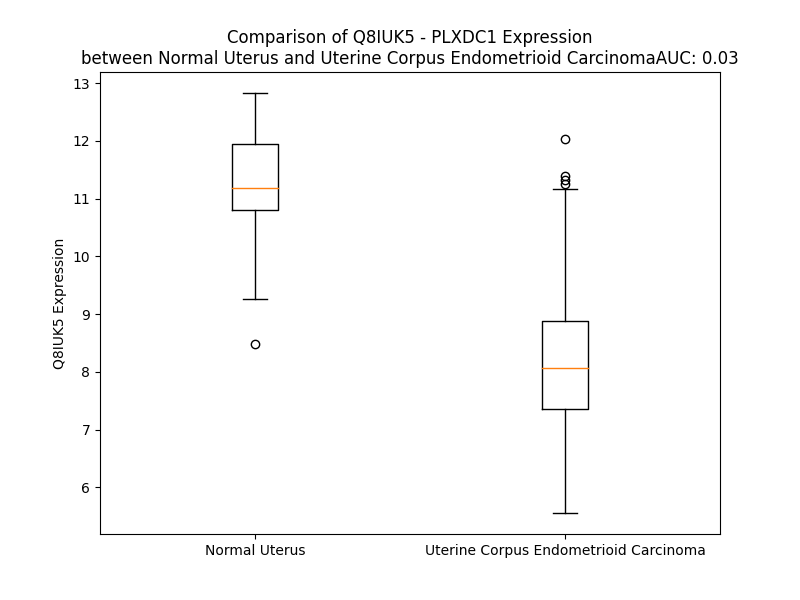 Comparison of Q8IUK5 - PLXDC1 Expression
between Normal Uterus and Uterine Corpus Endometrioid CarcinomaAUC: 0.03
13
12
11
10
9
8
7
6
Q8IUK5 Expression
Normal Uterus
Uterine Corpus Endometrioid Carcinoma